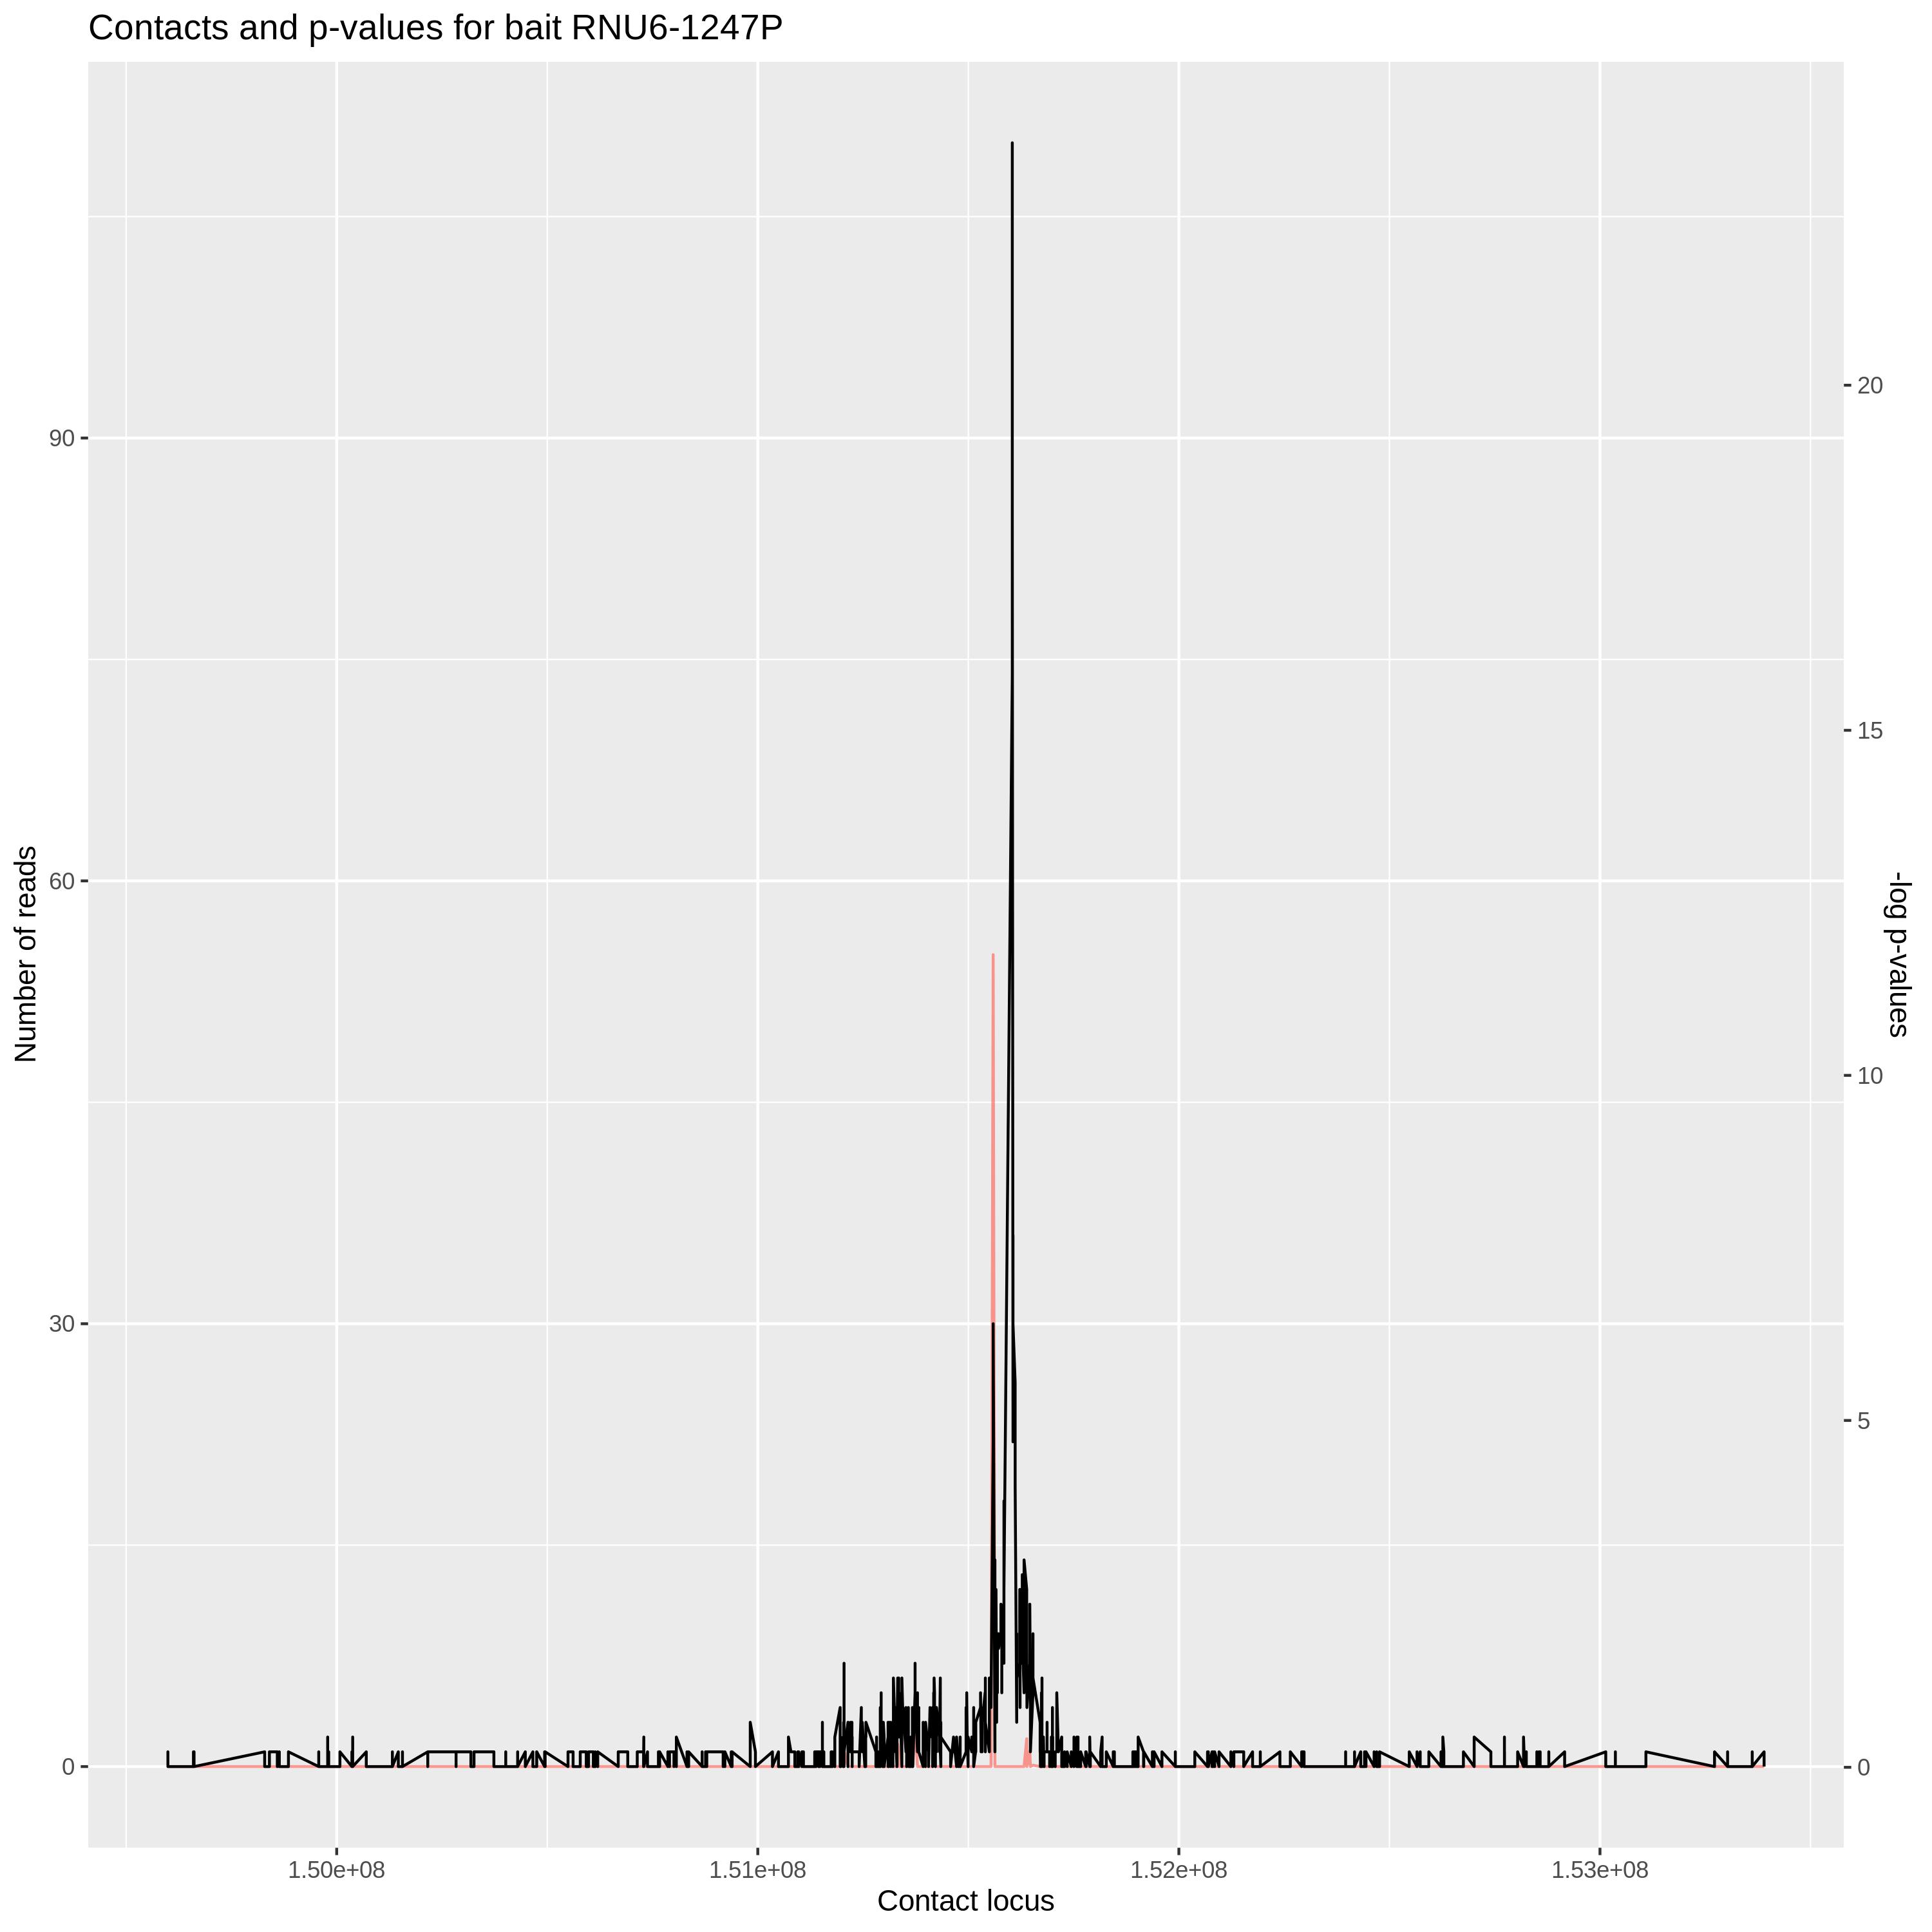 Contacts and p-values for bait RNU6-1247P
90
60
30
0
20
15
10
5
0
Number of reads
-log p-values
1.50e+08
1.51e+08
1.52e+08
1.53e+08
Contact locus